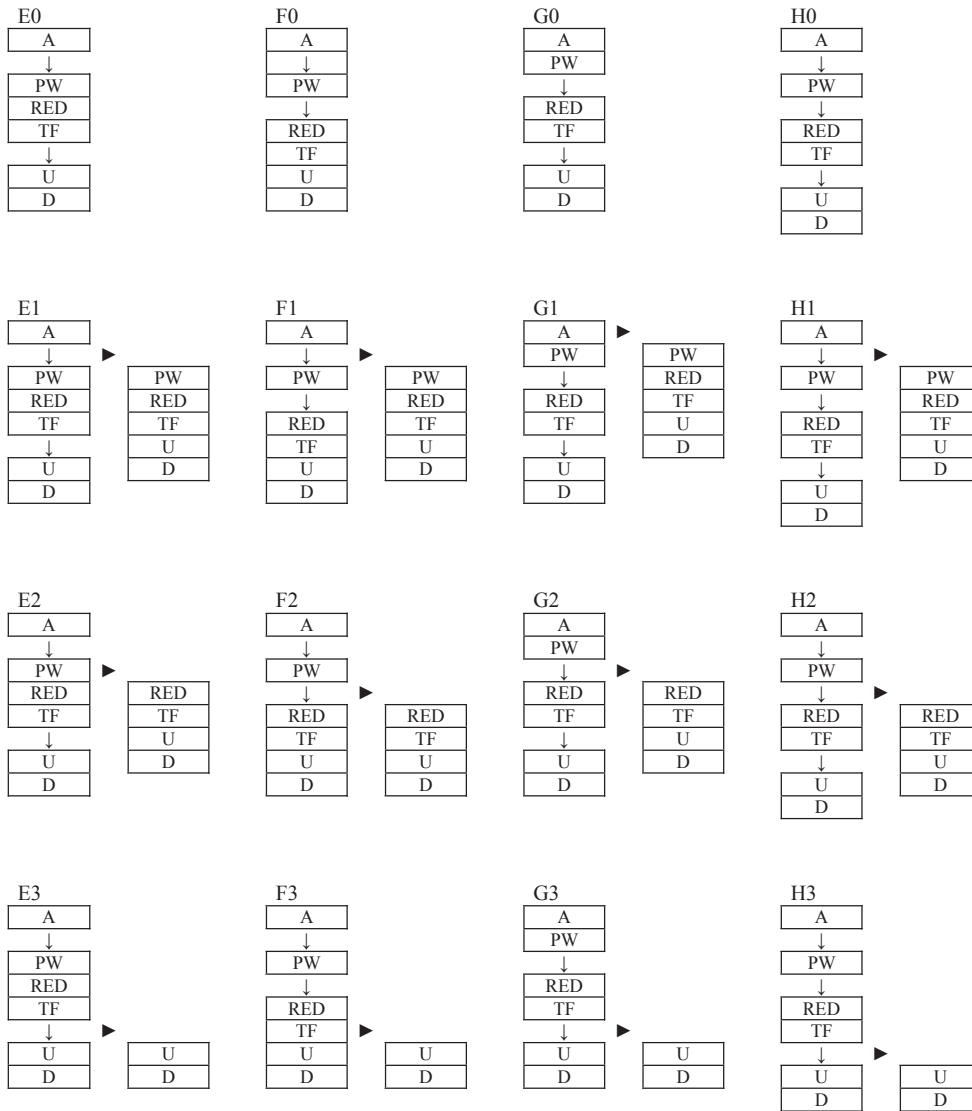 E0 F0 G0 H0
A A A A
↓ ↓ PW ↓
PW PW ↓ PW
RED ↓ RED ↓
TF RED TF RED
↓ TF ↓ TF
U U U ↓
D D D U
D
E1 F1 G1 H1
A A A ► A
↓ ► ↓ ► PW PW ↓ ►
PW PW PW PW ↓ RED PW PW
RED RED ↓ RED RED TF ↓ RED
TF TF RED TF TF U RED TF
↓ U TF U ↓ D TF U
U D U D U ↓ D
D D D U
D
E2 F2 G2 H2
A A A A
↓ ↓ PW ↓
PW ► PW ↓ ► PW
RED RED ↓ ► RED RED ↓ ►
TF TF RED RED TF TF RED RED
↓ U TF TF ↓ U TF TF
U D U U U D ↓ U
D D D D U D
D
E3 F3 G3 H3
A A A A
↓ ↓ PW ↓
PW PW ↓ PW
RED ↓ RED ↓
TF RED TF RED
↓ ► TF ► ↓ ► TF
U U U U U U ↓ ►
D D D D D D U U
D D